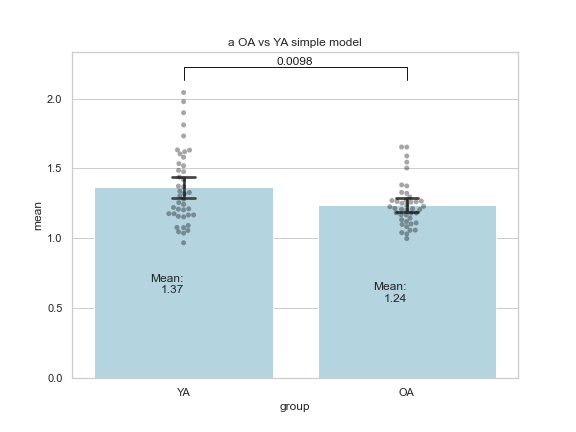 a OA vs YA simple model
0.0098
2.0
1.5
1.0
0.5
0.0
mean
Mean:
1.37
Mean:
1.24
YA
OA
group